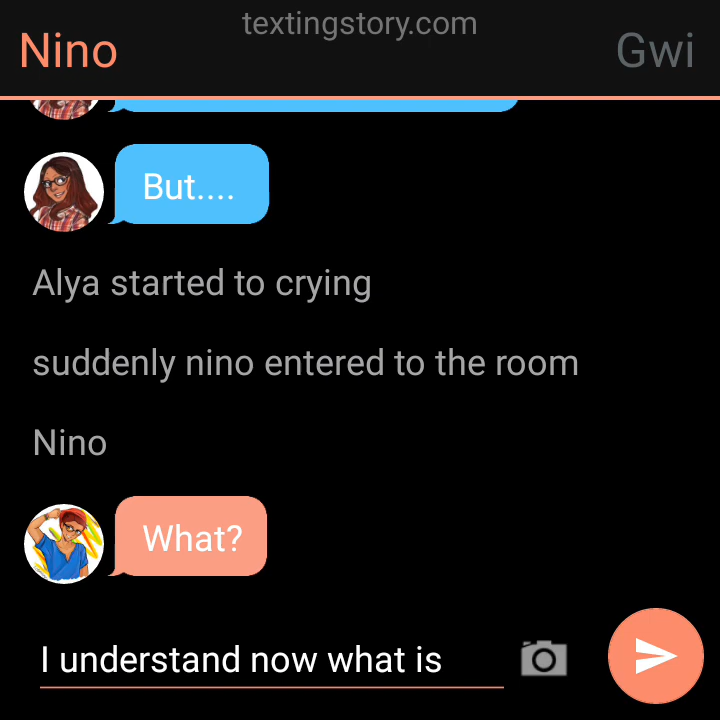 textingstory.com
Nino
Gwi
But....
Alya started to crying
suddenly nino entered to the room
Nino
What?
I understand now what is